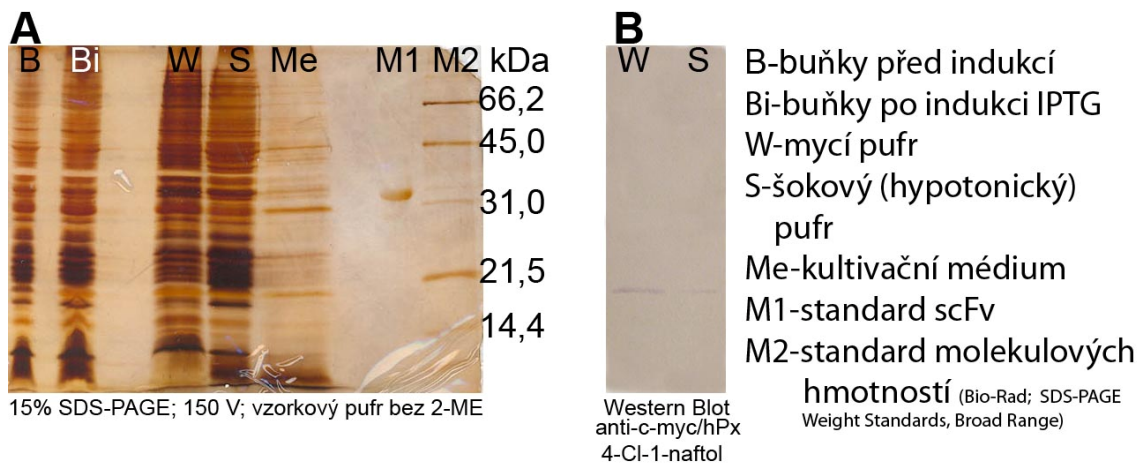 A
B Bi W S Me M1 M2 kDa
66,2
45,0
31,0
21,5
14,4
15% SDS-PAGE; 150 V; vzorkový pufr bez 2-ME
B
W S
Western Blot
anti-c-myc/hPx
4-Cl-1-naftol
B-buňky před indukcí
Bi-buňky po indukci IPTG
W-mycí pufr
S-šokový (hypotonický)
pufr
Me-kultivační médium
M1-standard scFv
M2-standard molekulových
hmotností (Bio-Rad; SDS-PAGE
Weight Standards, Broad Range)